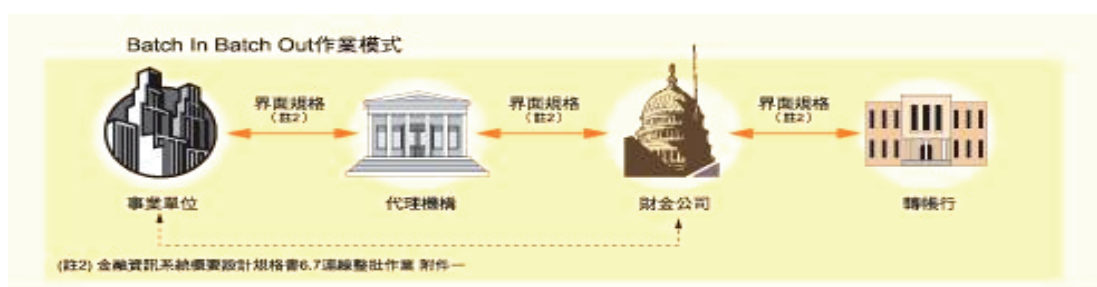 Batch In Batch Out作業模式
界面規格
(註2)
界面規格
(註2)
界面規格
(註2)
事業單位
代理機構
財金公司
轉帳行
(註2) 金融資訊系統概要設計規格書6.7連線整批作業 附件一